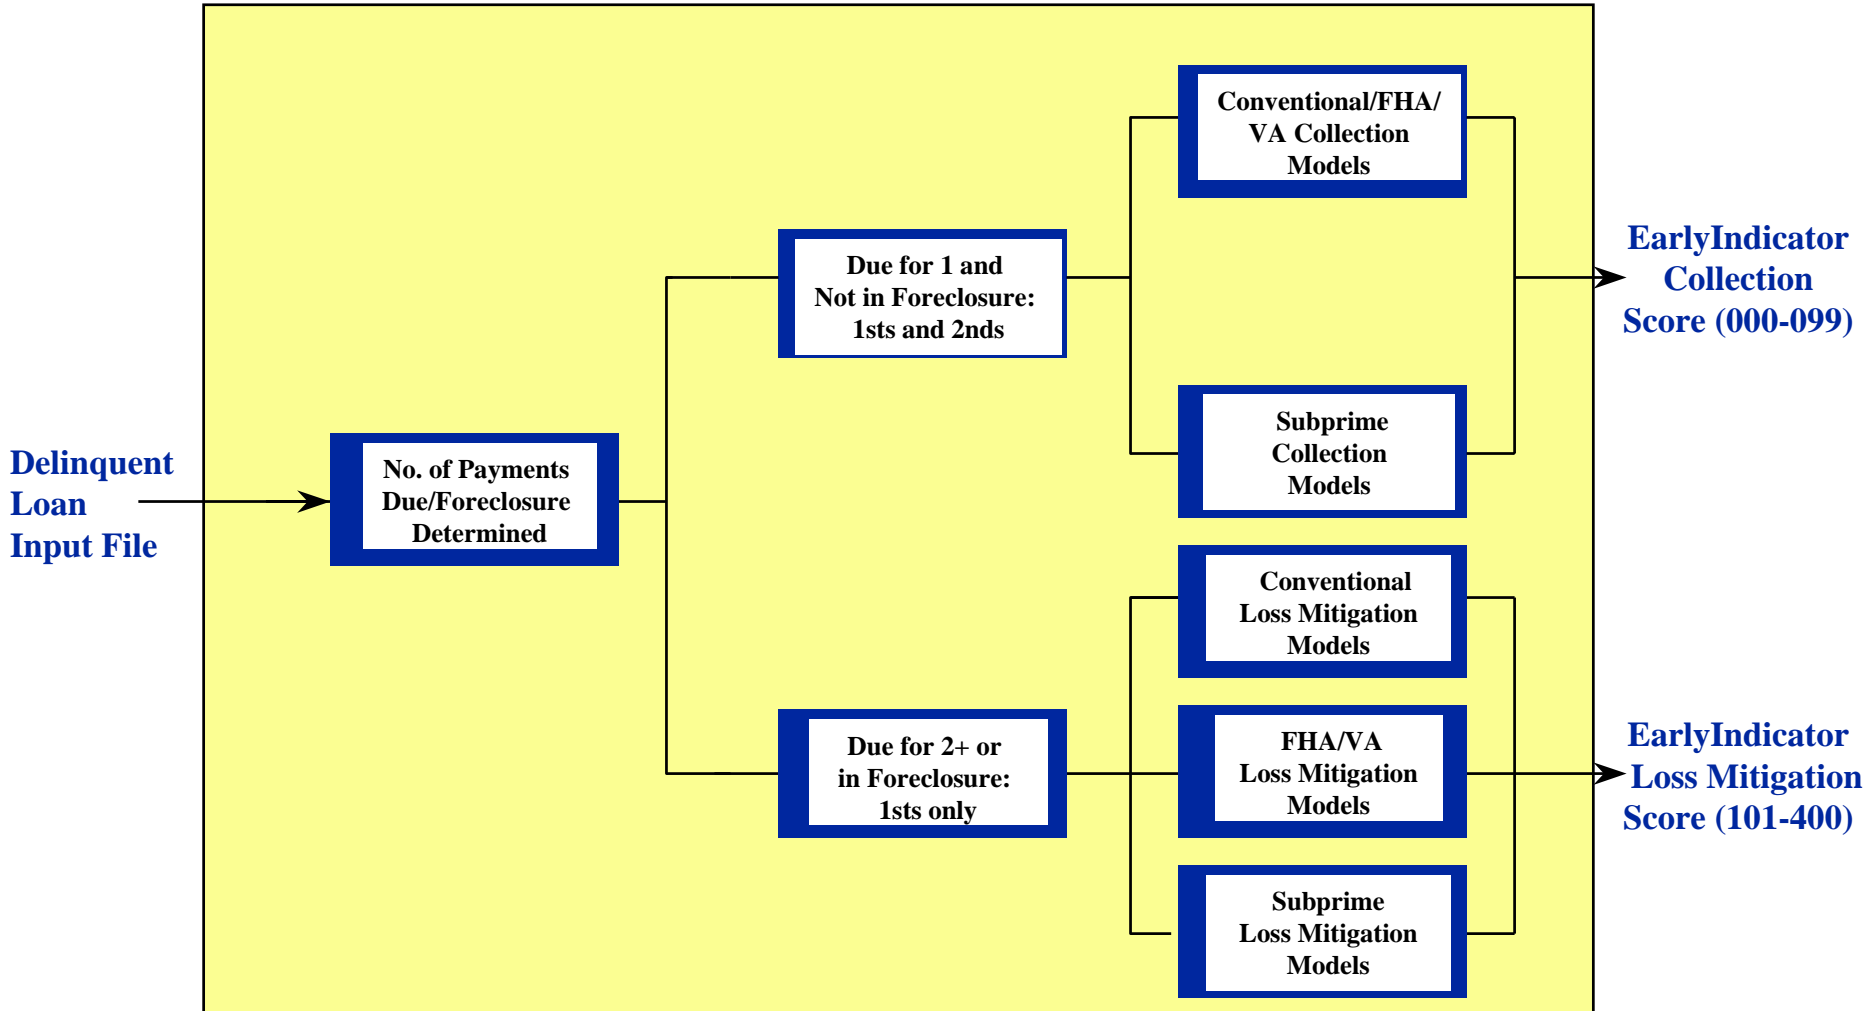 Delinquent
Loan
Input File
No. of Payments
Due/Foreclosure
Determined
Due for 1 and
Not in Foreclosure:
1sts and 2nds
Due for 2+ or
in Foreclosure:
1sts only
Conventional/FHA/
VA Collection
Models
Subprime
Collection
Models
Conventional
Loss Mitigation
Models
FHA/VA
Loss Mitigation
Models
Subprime
Loss Mitigation
Models
EarlyIndicator
Collection
Score (000-099)
EarlyIndicator
Loss Mitigation
Score (101-400)